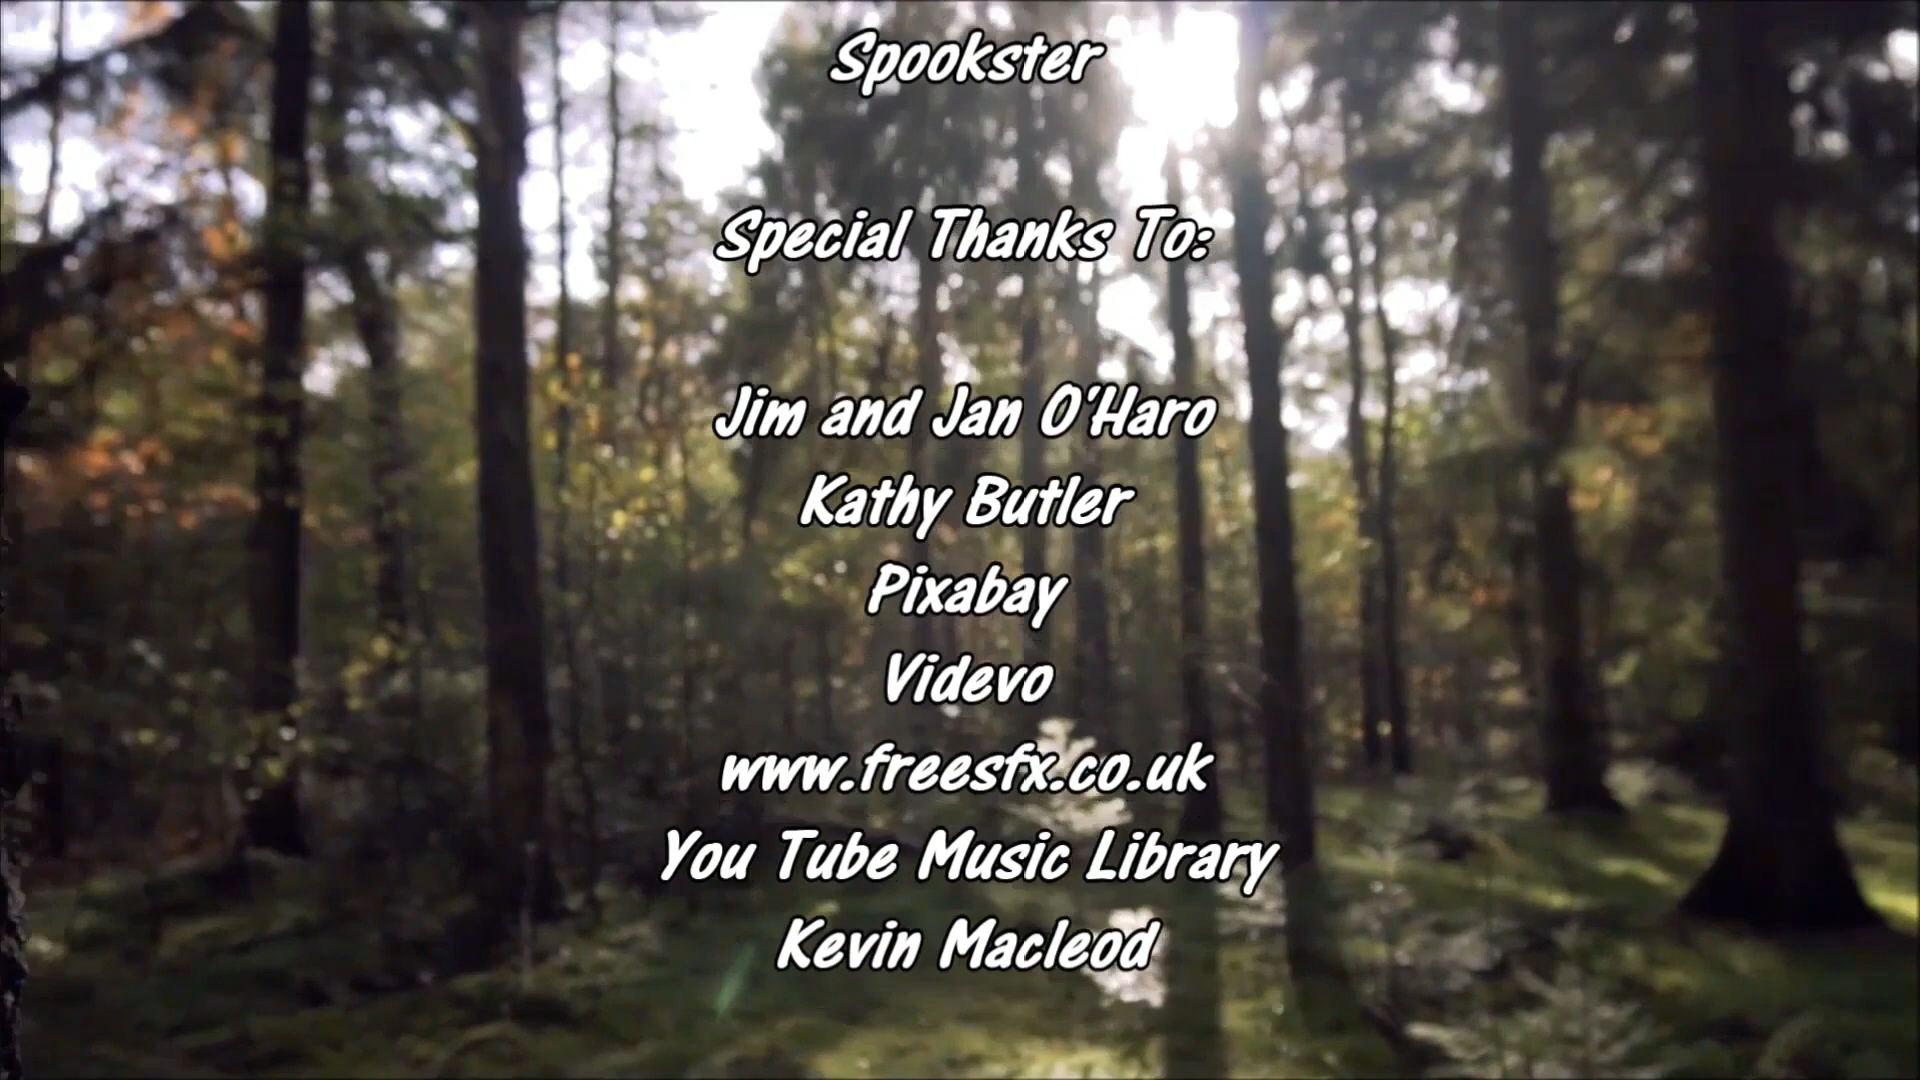 Spookster
Special Thanks To:
Jim and Jan O'Haro
Kathy Butler
Pixabay
Videvo
www.freesfx.co.uk
You Tube Music Library
Kevin Macleod